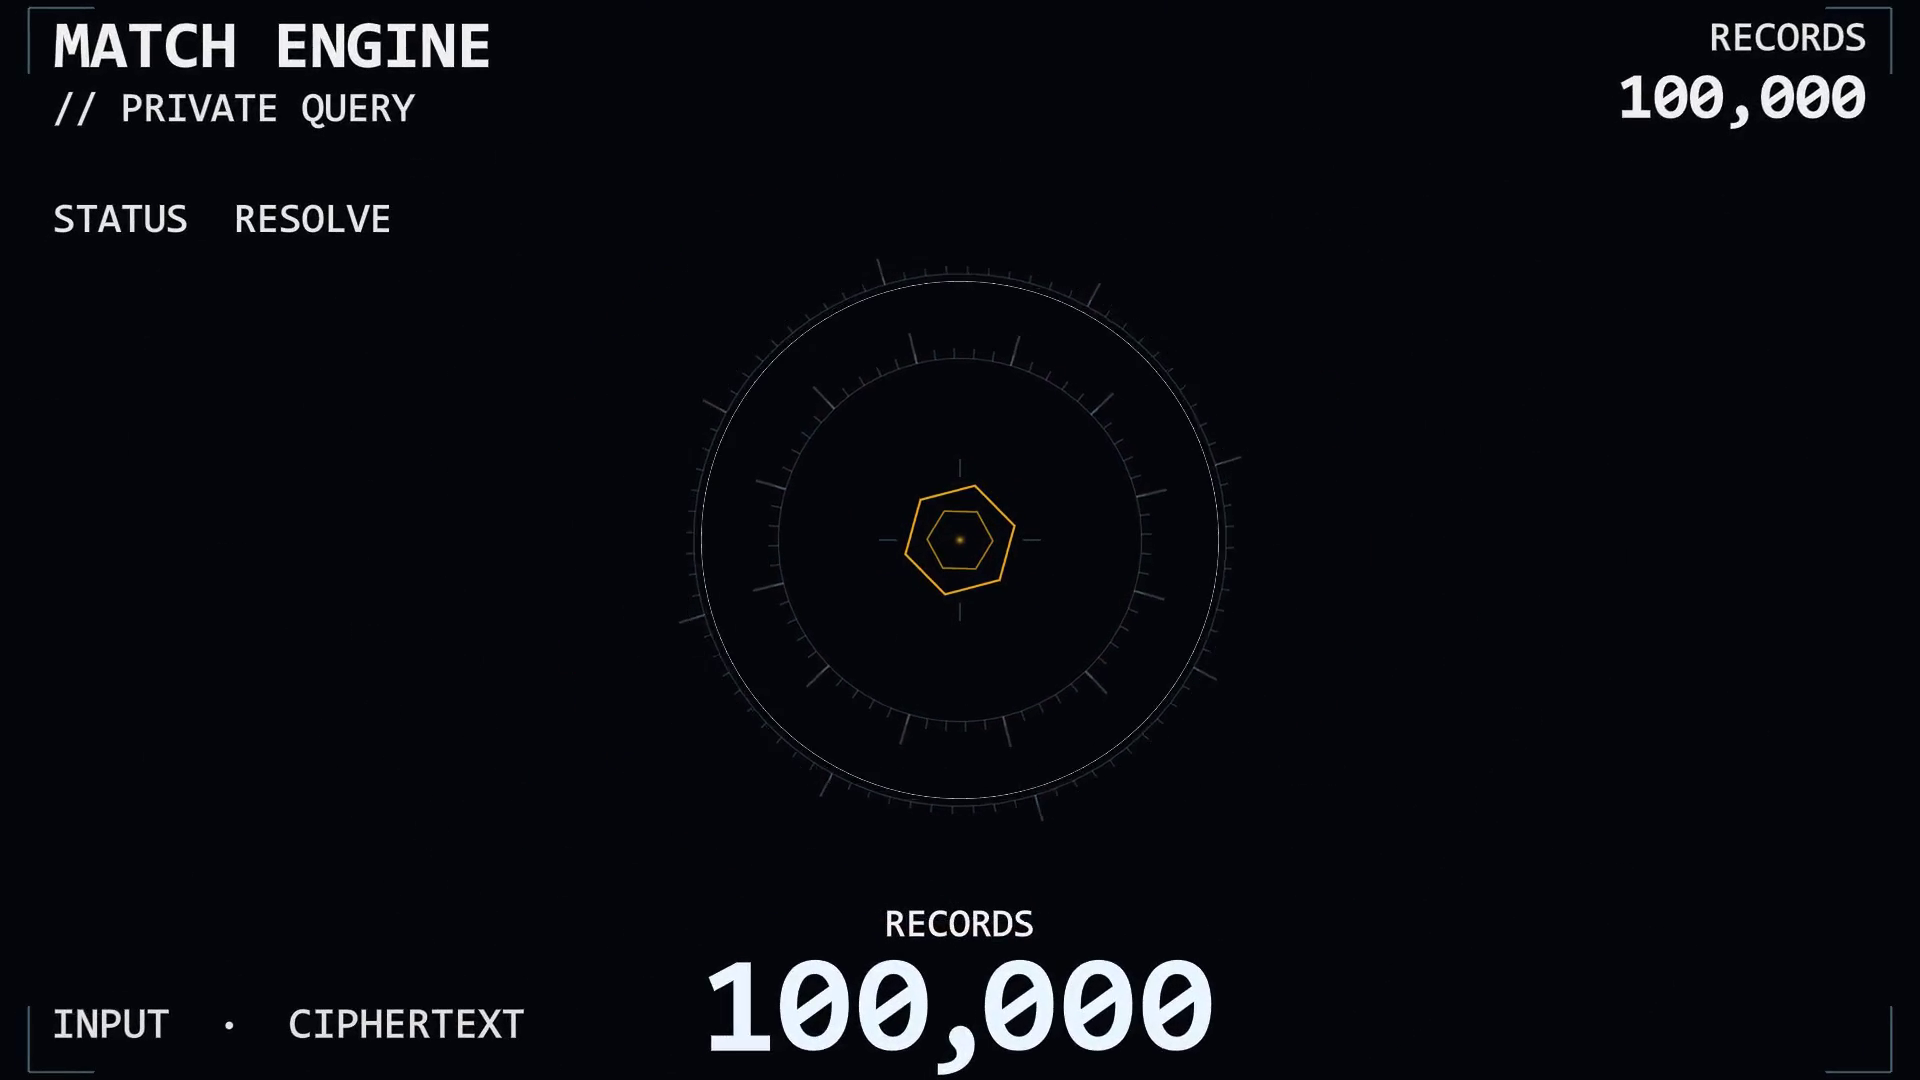 MATCH ENGINE
// PRIVATE QUERY
RECORDS
100,000
STATUS RESOLVE
RECORDS
100,000
INPUT · CIPHERTEXT